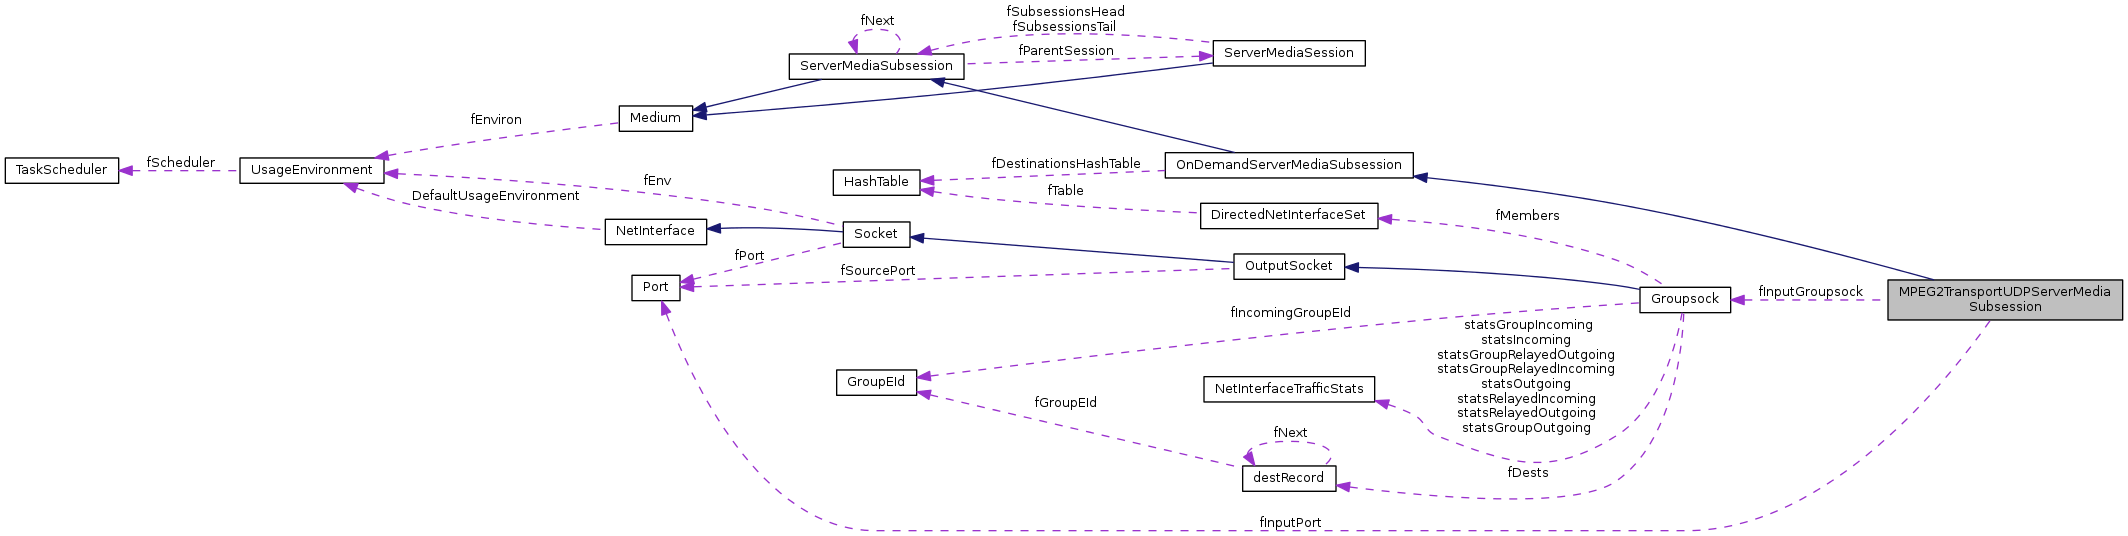 fSubsessionsHead
fSubsessionsTail
fNext
fParentSession
ServerMediaSession
ServerMediaSubsession
Medium
fEnviron
fScheduler
TaskScheduler
UsageEnvironment
fDestinationsHashTable
OnDemandServerMediaSubsession
HashTable
fEnv
fTable
DefaultUsageEnvironment
DirectedNetInterfaceSet
fMembers
NetInterface
Socket
fPort
fSourcePort
OutputSocket
Port
fInputGroupsock
MPEG2TransportUDPServerMedia
Subsession
Groupsock
fIncomingGroupEId
statsGroupIncoming
statsIncoming
statsGroupRelayedOutgoing
statsGroupRelayedIncoming
statsOutgoing
statsRelayedIncoming
statsRelayedOutgoing
statsGroupOutgoing
GroupEId
NetInterfaceTrafficStats
fGroupEId
fNext
destRecord
fDests
fInputPort